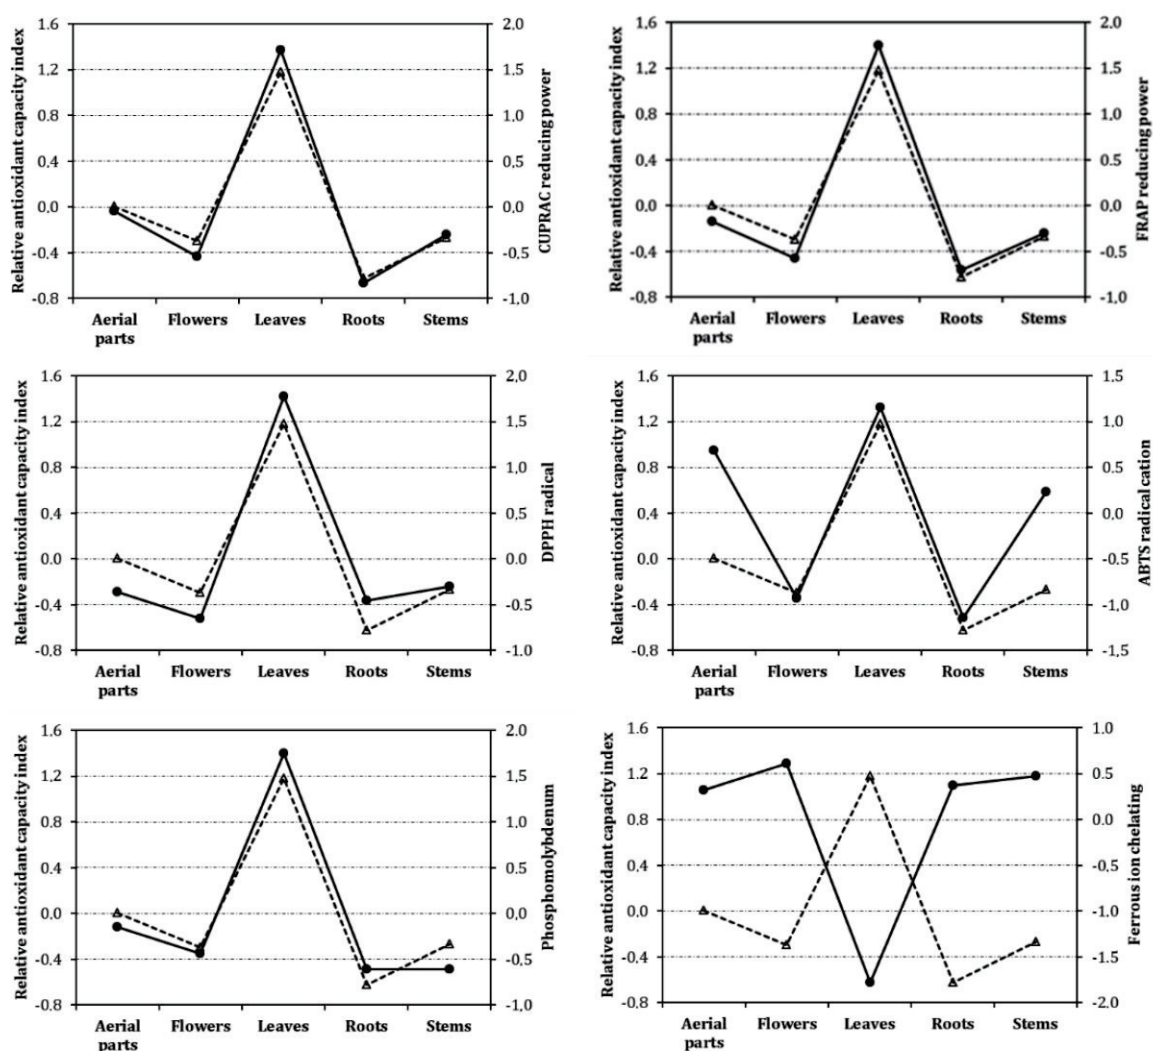 Relative antioxidant capacity index
1.6
1.2
0.8
0.4
0.0
-0.4
-0.8
2.0
1.5
1.0
0.5
0.0
-0.5
-1.0
CUPRAC reducing power
Aerial parts
Flowers
Leaves
Roots
Stems
Relative antioxidant capacity index
1.6
1.2
0.8
0.4
0.0
-0.4
-0.8
2.0
1.5
1.0
0.5
0.0
-0.5
-1.0
FRAP reducing power
Aerial parts
Flowers
Leaves
Roots
Stems
Relative antioxidant capacity index
1.6
1.2
0.8
0.4
0.0
-0.4
-0.8
2.0
1.5
1.0
0.5
0.0
-0.5
-1.0
DPPH radical
Aerial parts
Flowers
Leaves
Roots
Stems
Relative antioxidant capacity index
1.6
1.2
0.8
0.4
0.0
-0.4
-0.8
1.5
1.0
0.5
0.0
-0.5
-1.0
-1.5
ABTS radical cation
Aerial parts
Flowers
Leaves
Roots
Stems
Relative antioxidant capacity index
1.6
1.2
0.8
0.4
0.0
-0.4
-0.8
2.0
1.5
1.0
0.5
0.0
-0.5
-1.0
Phosphomolybdenum
Aerial parts
Flowers
Leaves
Roots
Stems
Relative antioxidant capacity index
1.6
1.2
0.8
0.4
0.0
-0.4
-0.8
1.0
0.5
0.0
-0.5
-1.0
-1.5
-2.0
Ferrous ion chelating
Aerial parts
Flowers
Leaves
Roots
Stems